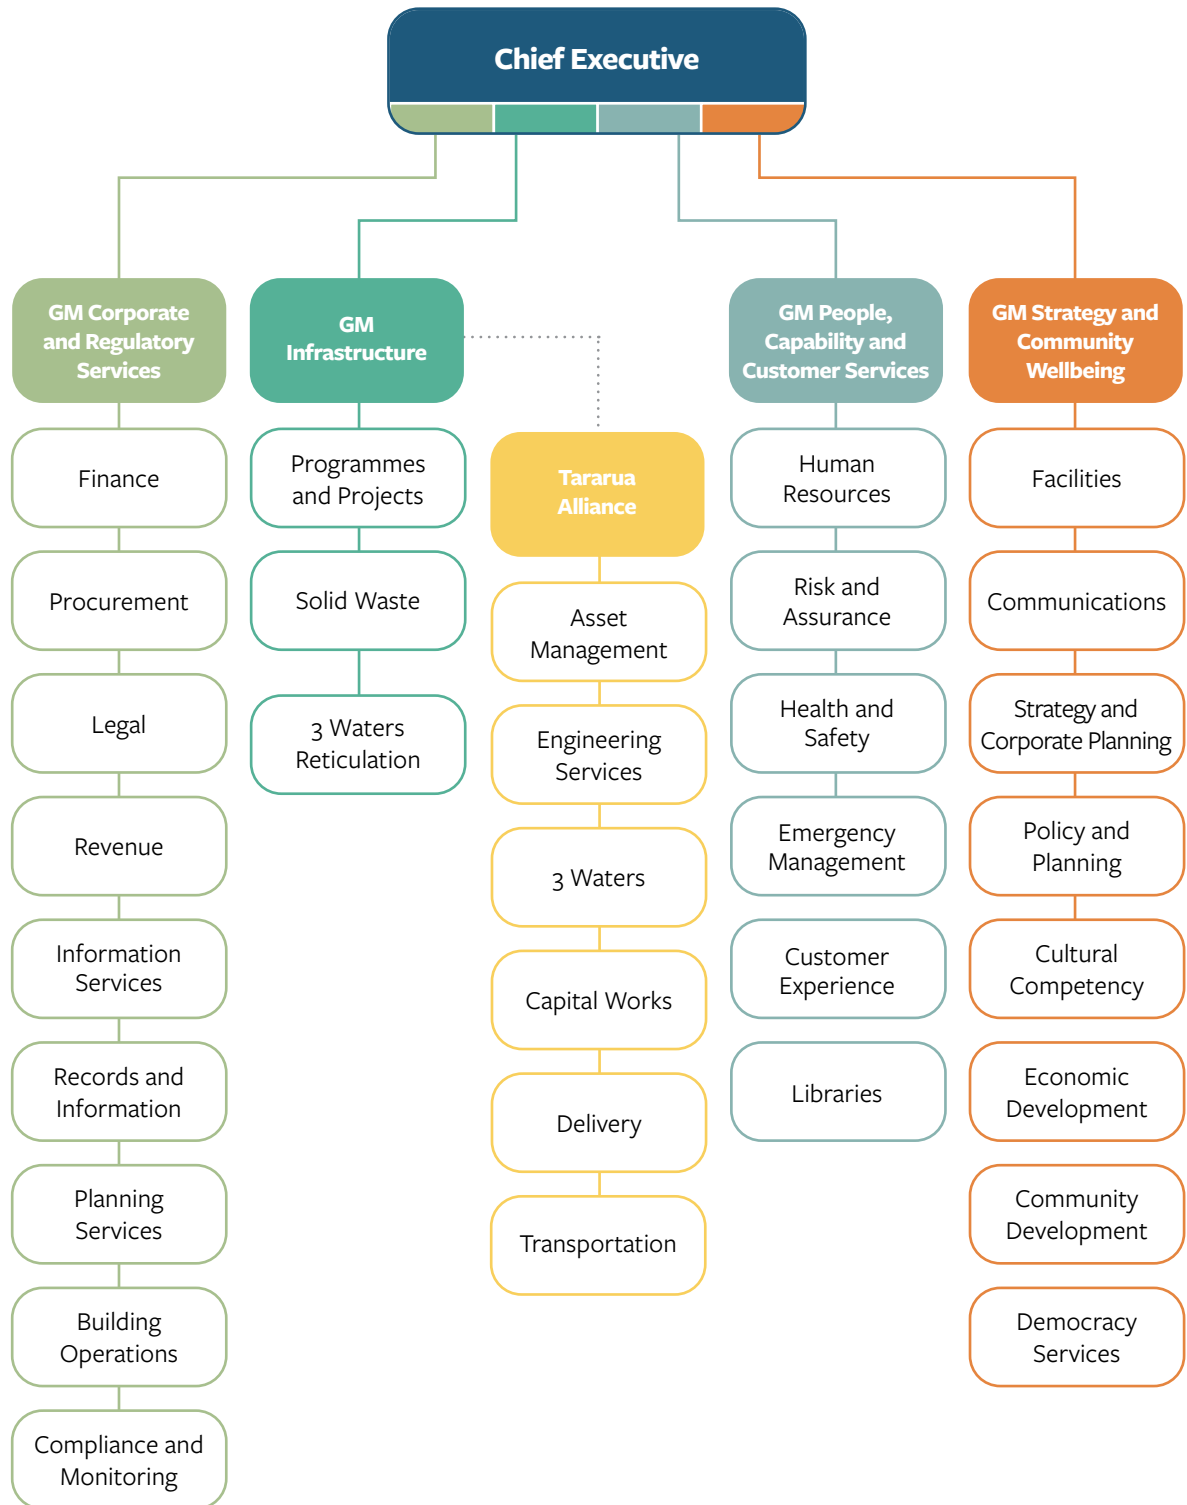 Chief Executive
GM Corporate
and Regulatory
Services
Finance
Procurement
Legal
Revenue
Information
Services
Records and
Information
Planning
Services
Building
Operations
Compliance and
Monitoring
GM
Infrastructure
Programmes
and Projects
Solid Waste
3 Waters
Reticulation
Tararua
Alliance
Asset
Management
Engineering
Services
3 Waters
Capital Works
Delivery
Transportation
GM People,
Capability and
Customer Services
Human
Resources
Risk and
Assurance
Health and
Safety
Emergency
Management
Customer
Experience
Libraries
GM Strategy and
Community
Wellbeing
Facilities
Communications
Strategy and
Corporate Planning
Policy and
Planning
Cultural
Competency
Economic
Development
Community
Development
Democracy
Services